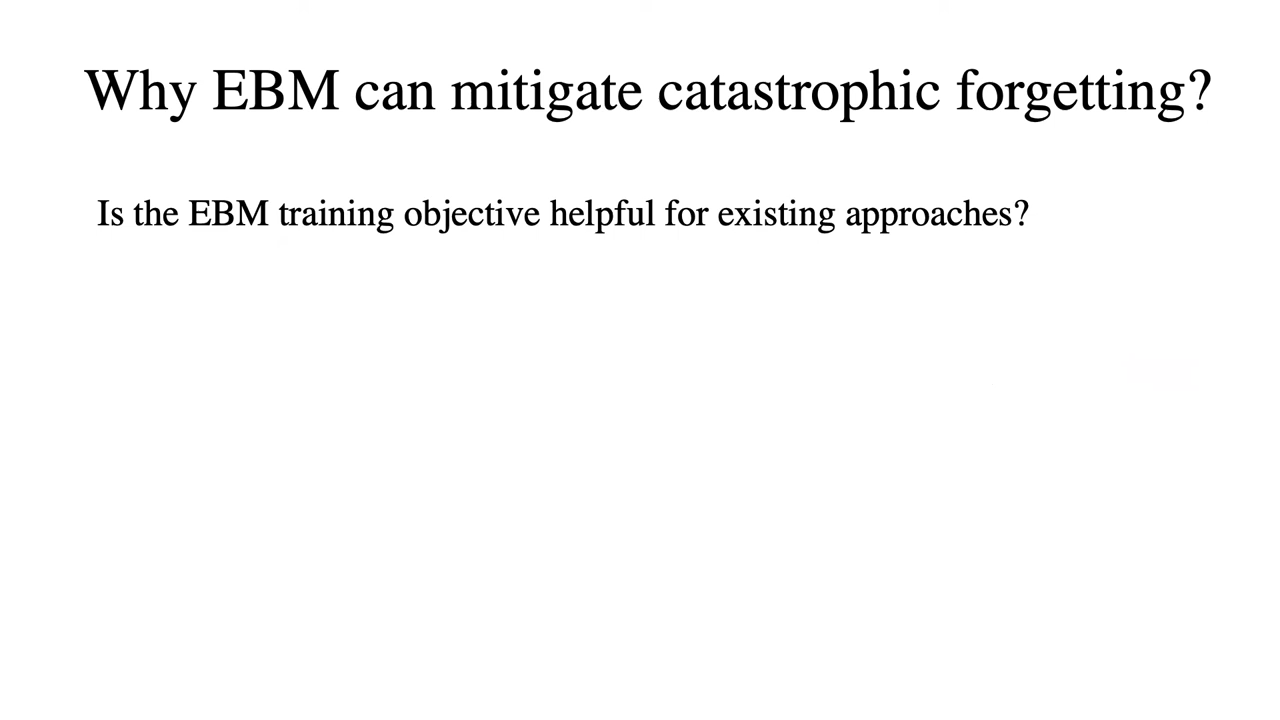 Why EBM can mitigate catastrophic forgetting?
Is the EBM training objective helpful for existing approaches?